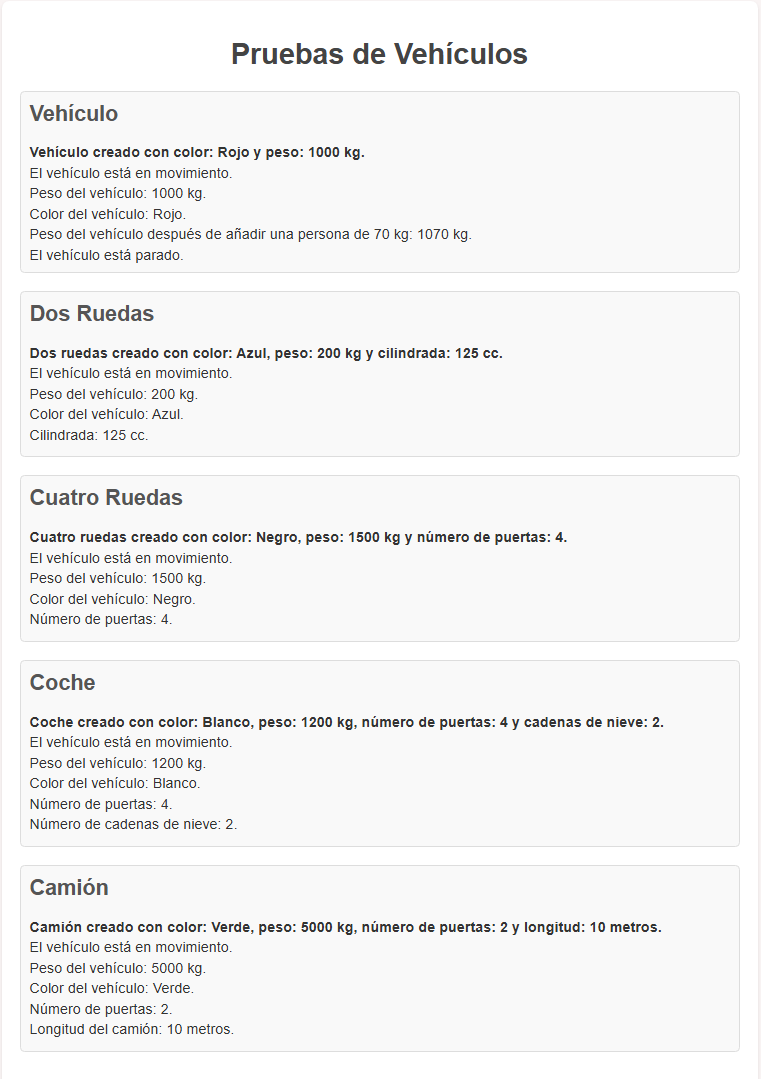 Pruebas de Vehículos
Vehículo
Vehículo creado con color: Rojo y peso: 1000 kg.
El vehículo está en movimiento.
Peso del vehículo: 1000 kg.
Color del vehículo: Rojo.
Peso del vehículo después de añadir una persona de 70 kg: 1070 kg.
El vehículo está parado.
Dos Ruedas
Dos ruedas creado con color: Azul, peso: 200 kg y cilindrada: 125 cc.
El vehículo está en movimiento.
Peso del vehículo: 200 kg.
Color del vehículo: Azul.
Cilindrada: 125 cc.
Cuatro Ruedas
Cuatro ruedas creado con color: Negro, peso: 1500 kg y número de puertas: 4.
El vehículo está en movimiento.
Peso del vehículo: 1500 kg.
Color del vehículo: Negro.
Número de puertas: 4.
Coche
Coche creado con color: Blanco, peso: 1200 kg, número de puertas: 4 y cadenas de nieve: 2.
El vehículo está en movimiento.
Peso del vehículo: 1200 kg.
Color del vehículo: Blanco.
Número de puertas: 4.
Número de cadenas de nieve: 2.
Camión
Camión creado con color: Verde, peso: 5000 kg, número de puertas: 2 y longitud: 10 metros.
El vehículo está en movimiento.
Peso del vehículo: 5000 kg.
Color del vehículo: Verde.
Número de puertas: 2.
Longitud del camión: 10 metros.